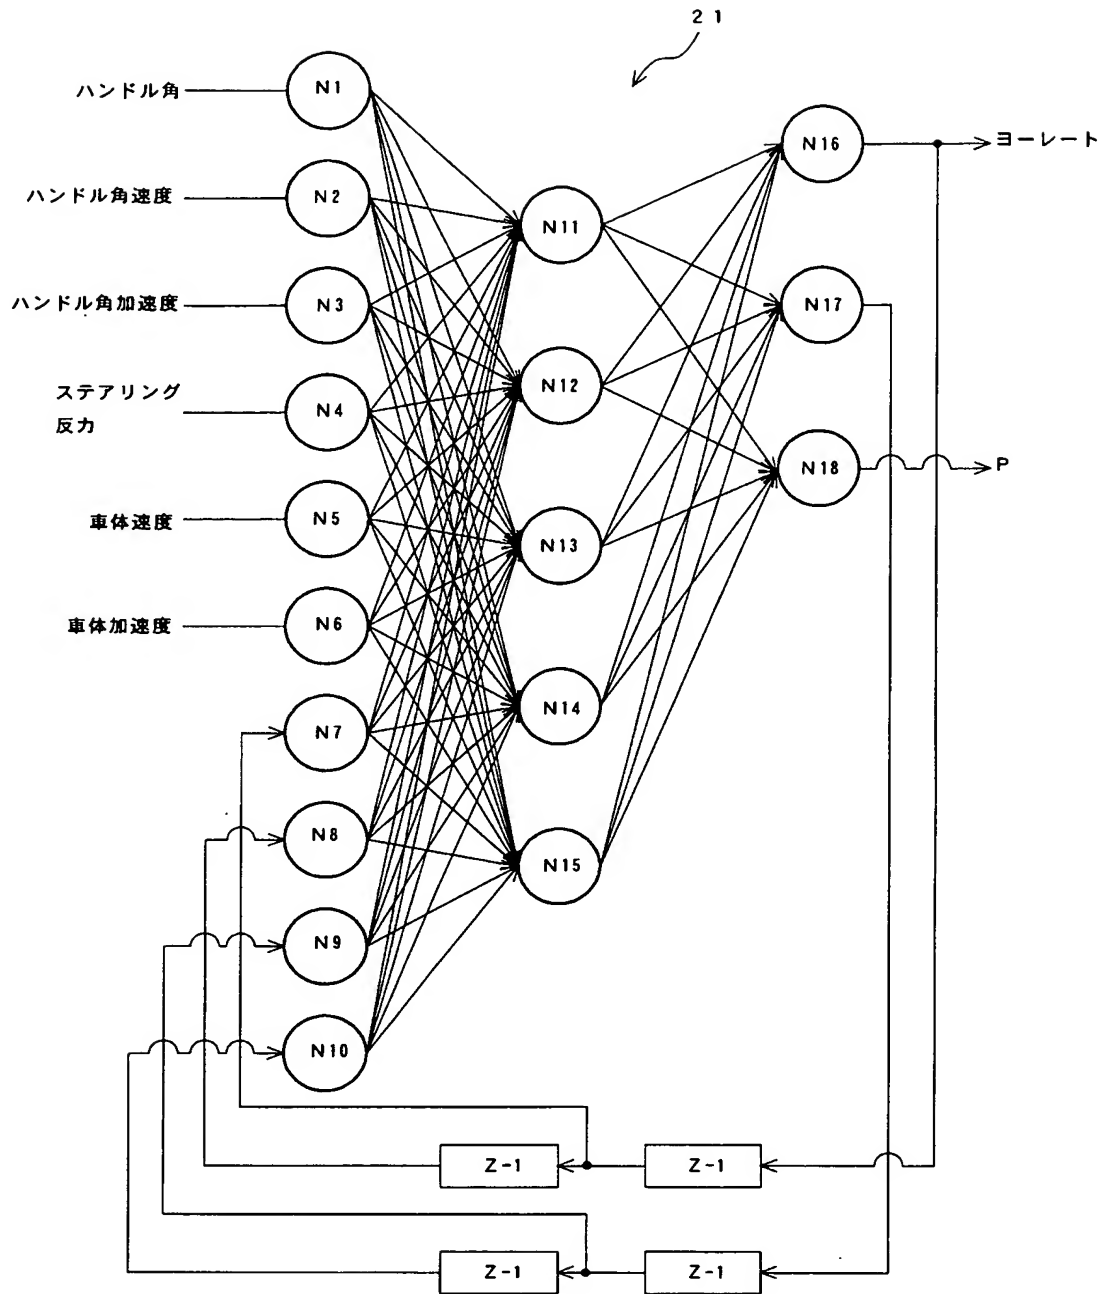 21
ハンドル角
N1
N16
ヨーレート
ハンドル角速度
N2
N11
ハンドル角加速度
N3
N17
ステアリング
反力
N4
N12
N18
P
車体速度
N5
N13
車体加速度
N6
N7
N14
N8
N15
N9
N10
Z-1
Z-1
Z-1
Z-1